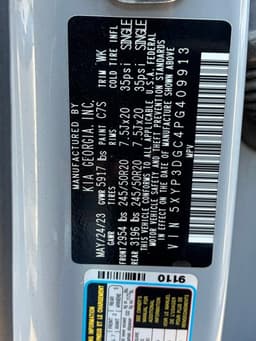 MANUFACTURED BY
KIA GEORGIA, INC.
MAY/24/23 GVWR 5917 lbs PAINT C7S TRIM WK
TIRES RIMS COLD TIRE INFL
FRONT 2954 lbs 245/50R20 7.5JX20 35psi SINGLE
REAR 3196 lbs 245/50R20 7.5JX20 35psi SINGLE
THIS VEHICLE CONFORMS TO ALL APPLICABLE U.S.A. FEDERAL
MOTOR VEHICLE SAFETY AND THEFT PREVENTION STANDARDS
IN EFFECT ON THE DATE OF MANUFACTURE SHOWN ABOVE
VIN 5XYP3DGC4PG409913
MPV
9110